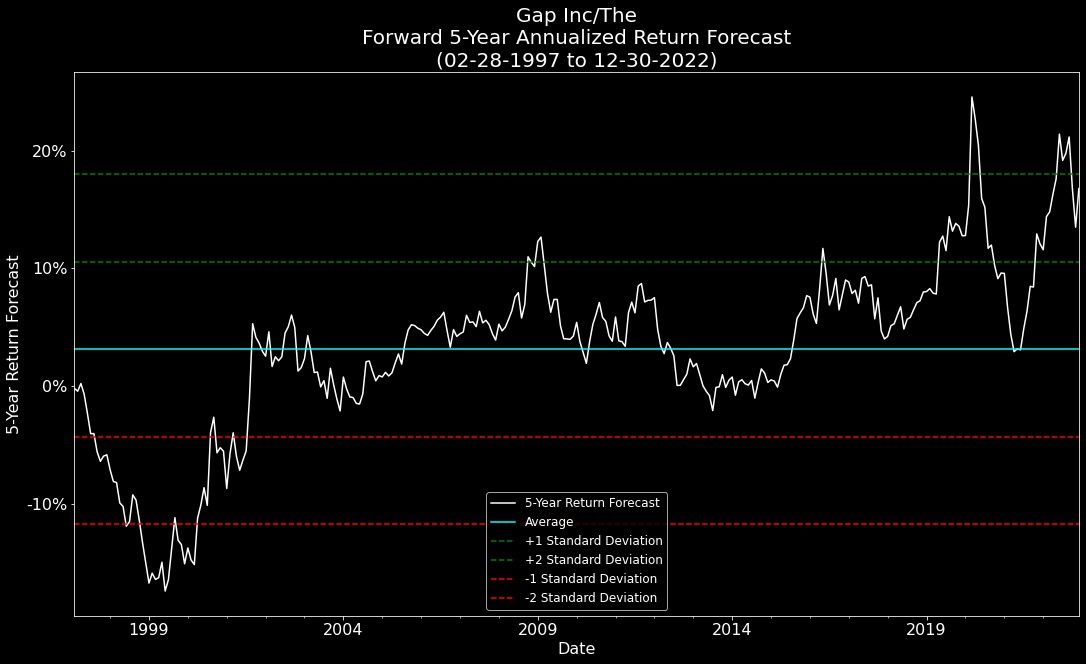 Gap Inc/The
Forward 5-Year Annualized Return Forecast
(02-28-1997 to 12-30-2022)
5-Year Return Forecast
20%
10%
0%
-10%
5-Year Return Forecast
Average
+1 Standard Deviation
+2 Standard Deviation
-1 Standard Deviation
-2 Standard Deviation
1999
2004
2009
2014
2019
Date